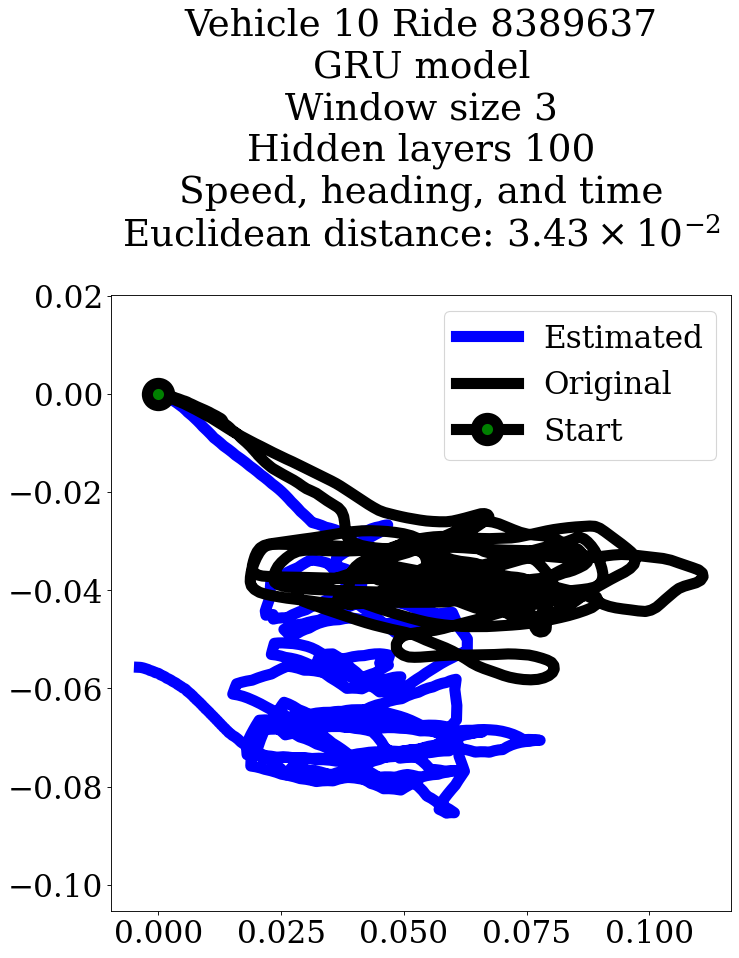 Vehicle 10 Ride 8389637
GRU model
Window size 3
Hidden layers 100
Speed, heading, and time
Euclidean distance: 3.43 × 10⁻²
Estimated
Original
Start
0.02
0.00
−0.02
−0.04
−0.06
−0.08
−0.10
0.000 0.025 0.050 0.075 0.100